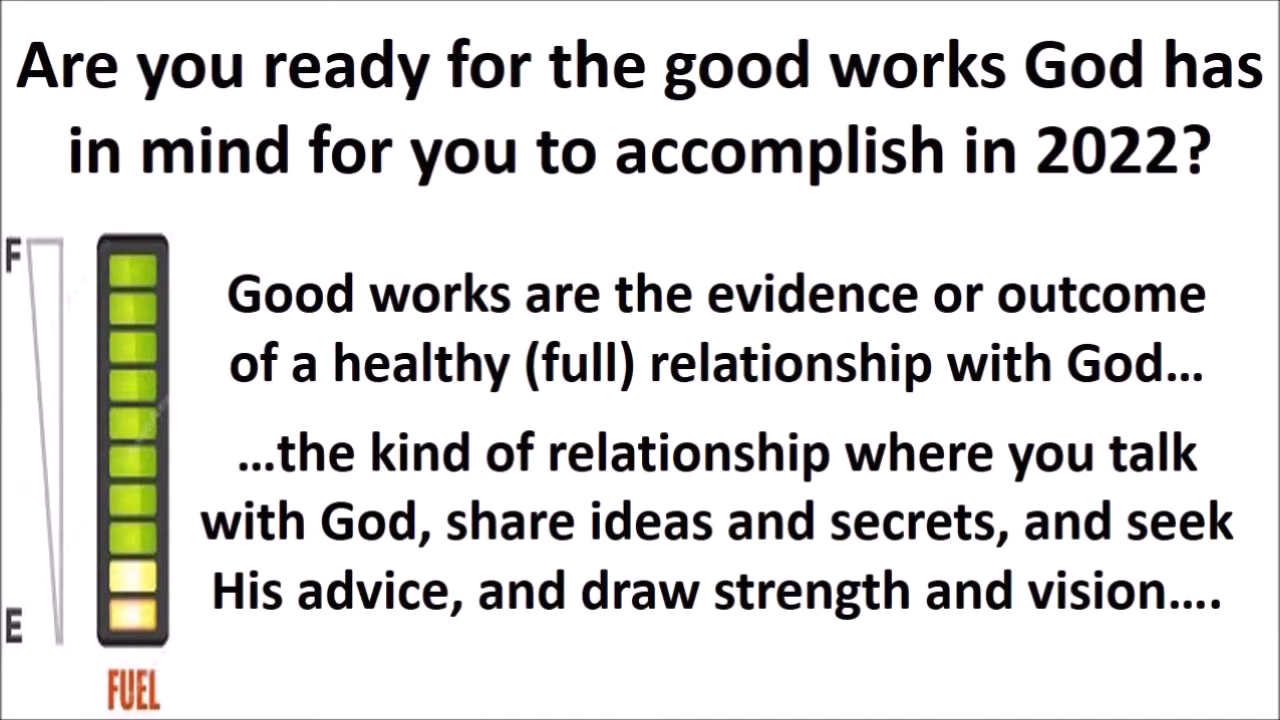 Are you ready for the good works God has
in mind for you to accomplish in 2022?
F
Good works are the evidence or outcome
of a healthy (full) relationship with God…
…the kind of relationship where you talk
with God, share ideas and secrets, and seek
His advice, and draw strength and vision….
E
FUEL